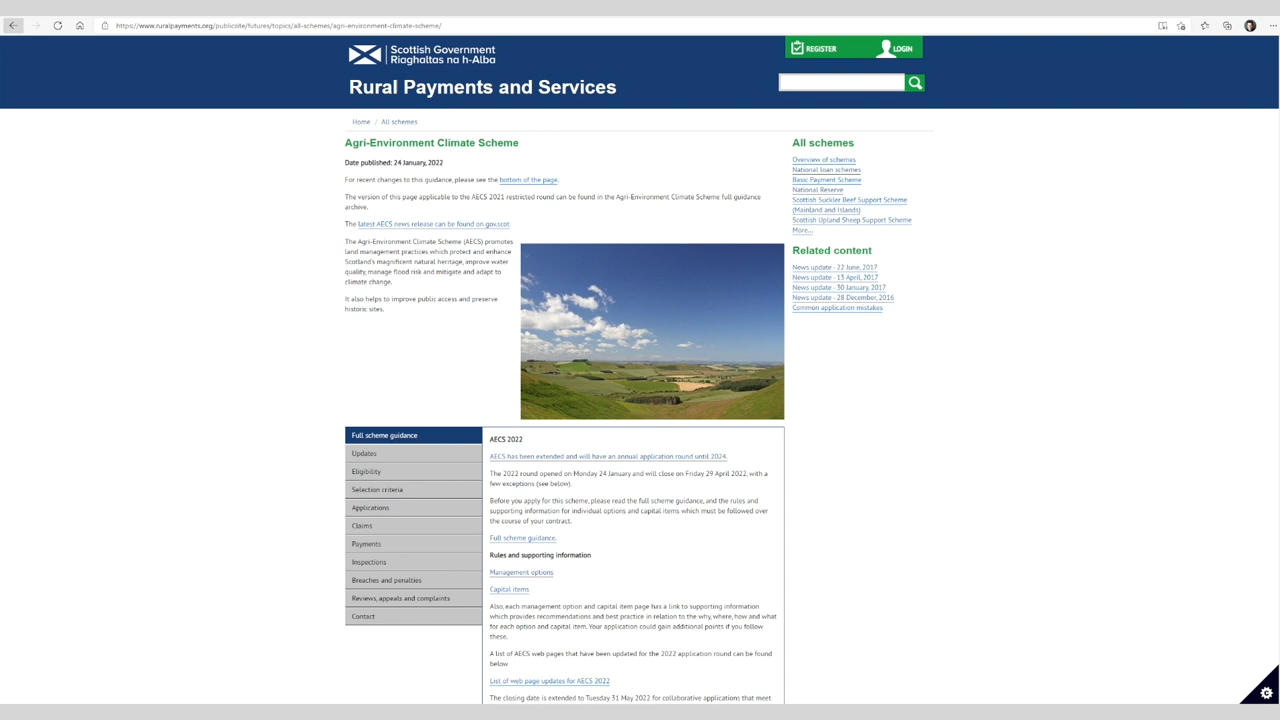 https://www.ruralpayments.org/publicsite/futures/topics/all-schemes/agri-environment-climate-scheme/
Scottish Government
Riaghaltas na h-Alba
REGISTER
LOGIN
Rural Payments and Services
Home / All schemes
Agri-Environment Climate Scheme
Date published: 24 January, 2022
For recent changes to this guidance, please see the bottom of the page.
The version of this page applicable to the AECS 2021 restricted round can be found in the Agri-Environment Climate Scheme full guidance
archive.
The latest AECS news release can be found on gov.scot
The Agri-Environment Climate Scheme (AECS) promotes
land management practices which protect and enhance
Scotland's magnificent natural heritage, improve water
quality, manage flood risk and mitigate and adapt to
climate change.
It also helps to improve public access and preserve
historic sites.
All schemes
Overview of schemes
National loan schemes
Basic Payment Scheme
National Reserve
Scottish Suckler Beef Support Scheme
(Mainland and Islands)
Scottish Upland Sheep Support Scheme
More...
Related content
News update - 22 June, 2017
News update - 13 April, 2017
News update - 30 January, 2017
News update - 28 December, 2016
Common application mistakes
Full scheme guidance
Updates
Eligibility
Selection criteria
Applications
Claims
Payments
Inspections
Breaches and penalties
Reviews, appeals and complaints
Contact
AECS 2022
AECS has been extended and will have an annual application round until 2024.
The 2022 round opened on Monday 24 January and will close on Friday 29 April 2022, with a
few exceptions (see below).
Before you apply for this scheme, please read the full scheme guidance, and the rules and
supporting information for individual options and capital items which must be followed over
the course of your contract.
Full scheme guidance.
Rules and supporting information
Management options
Capital items
Also, each management option and capital item page has a link to supporting information
which provides recommendations and best practice in relation to the why, where, how and what
for each option and capital item. Your application could gain additional points if you follow
these.
A list of AECS web pages that have been updated for the 2022 application round can be found
below
List of web page updates for AECS 2022
The closing date is extended to Tuesday 31 May 2022 for collaborative applications that meet